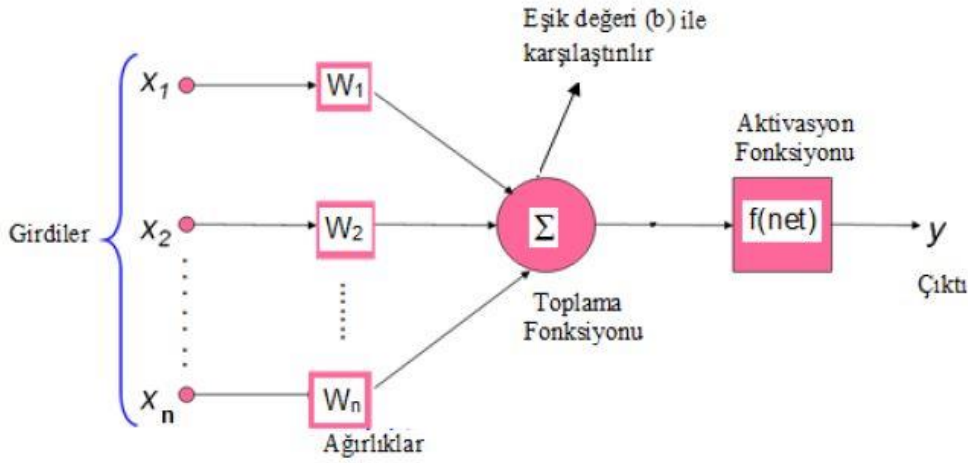 Eşik değeri (b) ile
karşılaştırılır
x1
W1
Aktivasyon
Fonksiyonu
Girdiler
x2
W2
Σ
f(net)
y
Çıktı
Toplama
Fonksiyonu
xn
Wn
Ağırlıklar